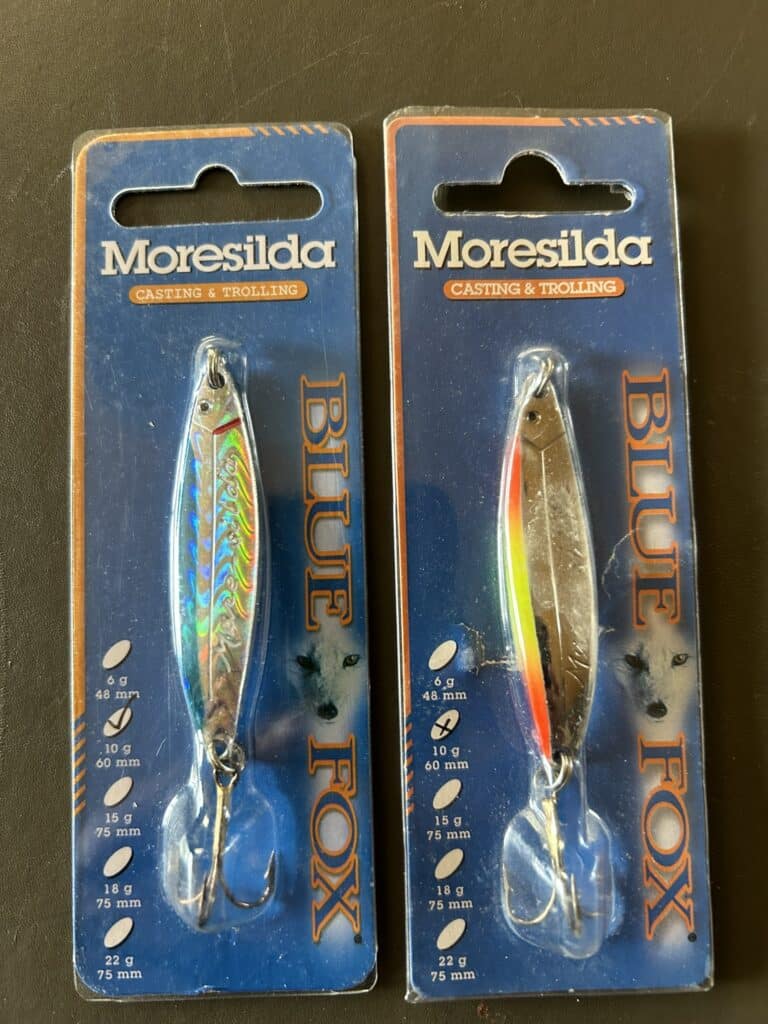 Moresilda
CASTING & TROLLING
BLUE FOX
6 g
48 mm
10 g
60 mm
15 g
75 mm
18 g
75 mm
22 g
75 mm
Moresilda
CASTING & TROLLING
BLUE FOX
6 g
48 mm
10 g
60 mm
15 g
75 mm
18 g
75 mm
22 g
75 mm